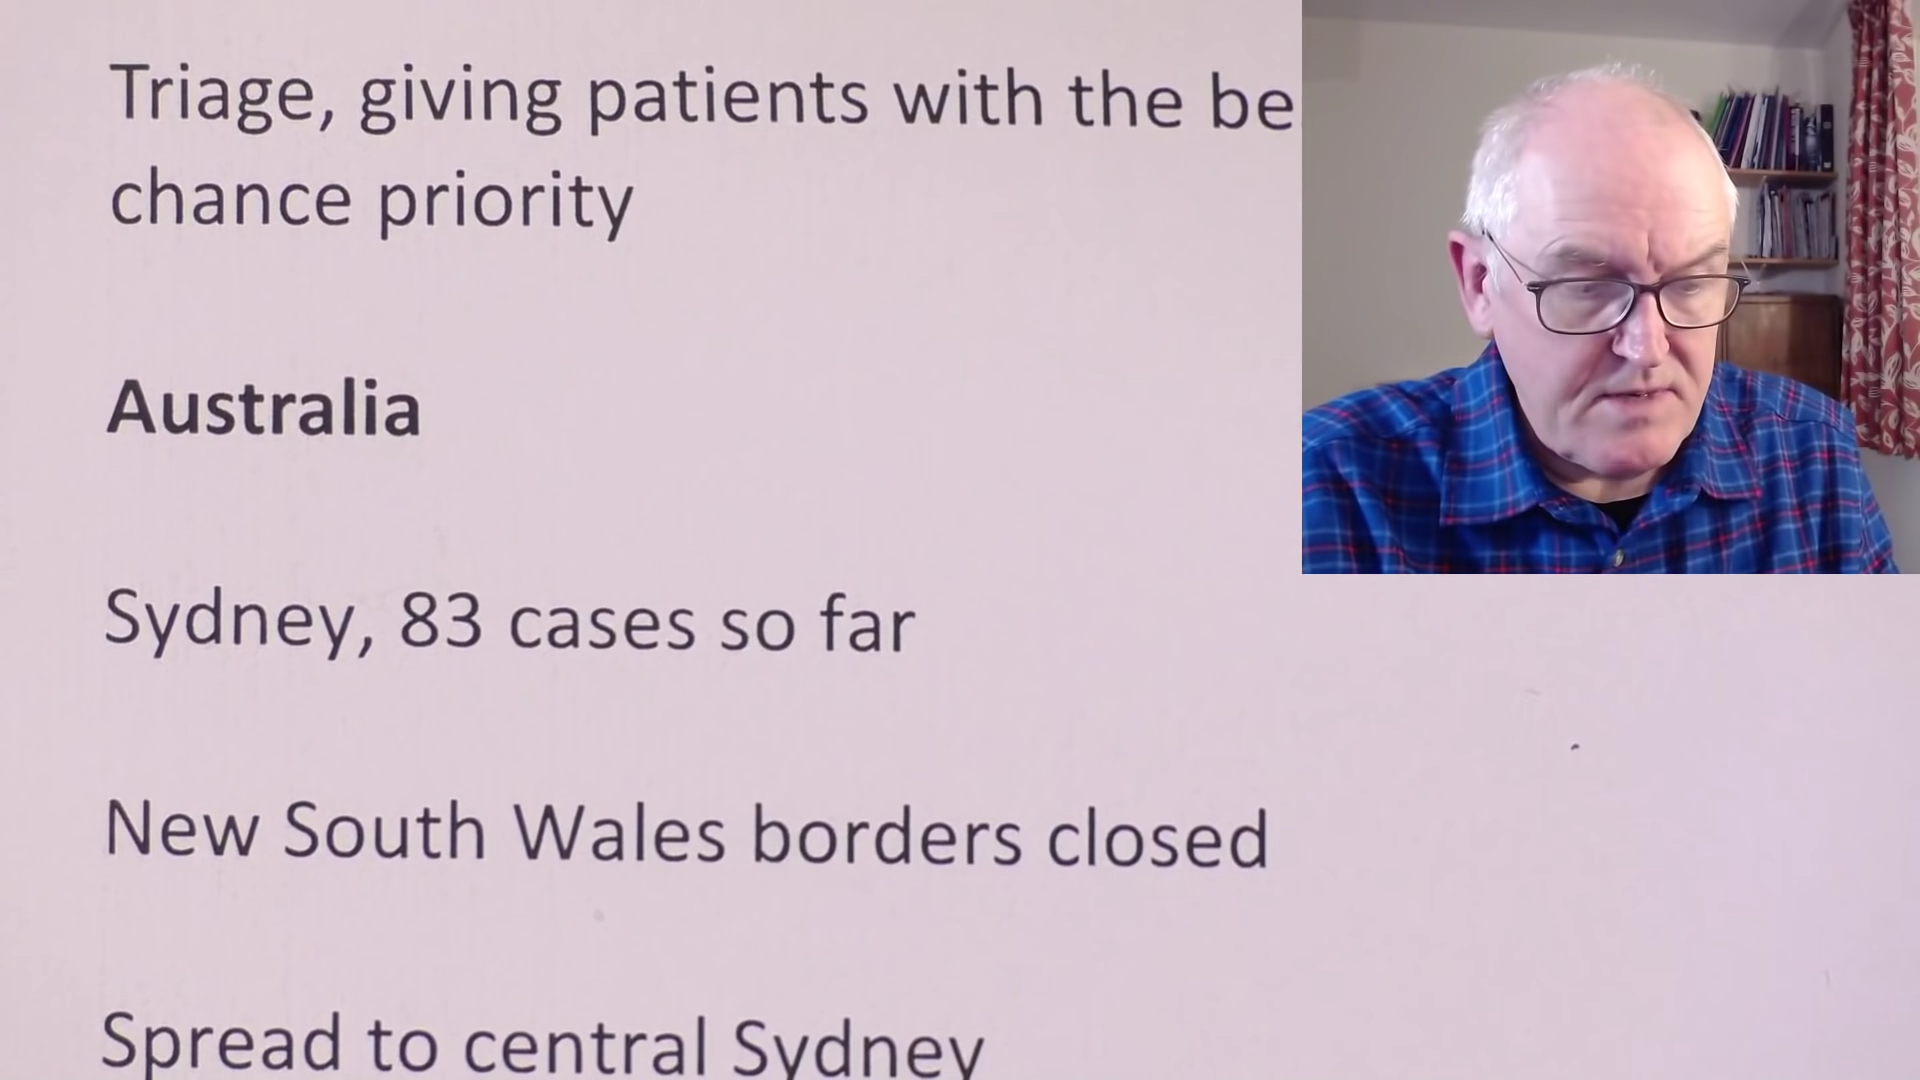 Triage, giving patients with the be
chance priority
Australia
Sydney, 83 cases so far
New South Wales borders closed
Spread to central Sydney